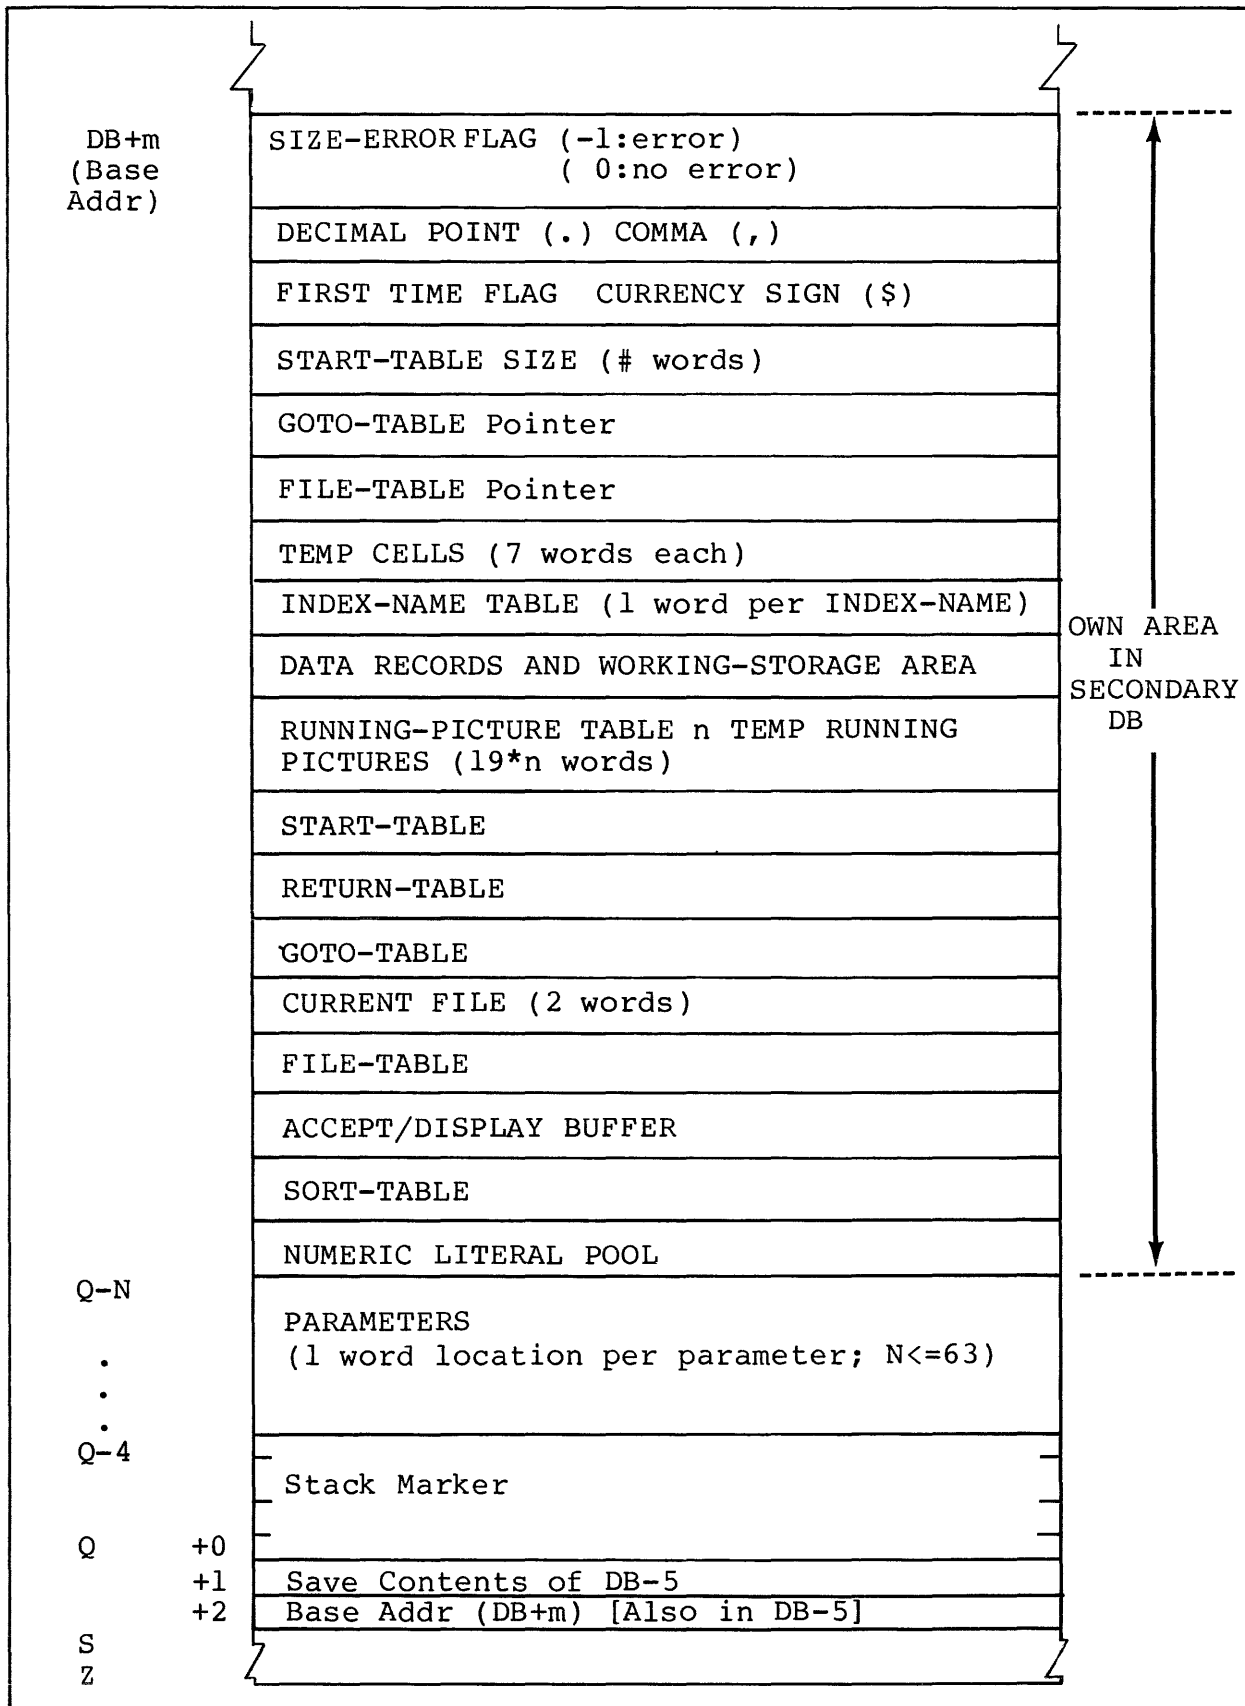 DB+m
(Base
Addr)
SIZE-ERROR FLAG (-1:error)
( 0:no error)
DECIMAL POINT (.) COMMA (,)
FIRST TIME FLAG CURRENCY SIGN ($)
START-TABLE SIZE (# words)
GOTO-TABLE Pointer
FILE-TABLE Pointer
TEMP CELLS (7 words each)
INDEX-NAME TABLE (1 word per INDEX-NAME)
DATA RECORDS AND WORKING-STORAGE AREA
RUNNING-PICTURE TABLE n TEMP RUNNING
PICTURES (19*n words)
START-TABLE
RETURN-TABLE
GOTO-TABLE
CURRENT FILE (2 words)
FILE-TABLE
ACCEPT/DISPLAY BUFFER
SORT-TABLE
NUMERIC LITERAL POOL
OWN AREA
IN
SECONDARY
DB
Q-N
.
.
.
PARAMETERS
(1 word location per parameter; N<=63)
Q-4
Stack Marker
Q +0
+1 Save Contents of DB-5
+2 Base Addr (DB+m) [Also in DB-5]
S
Z